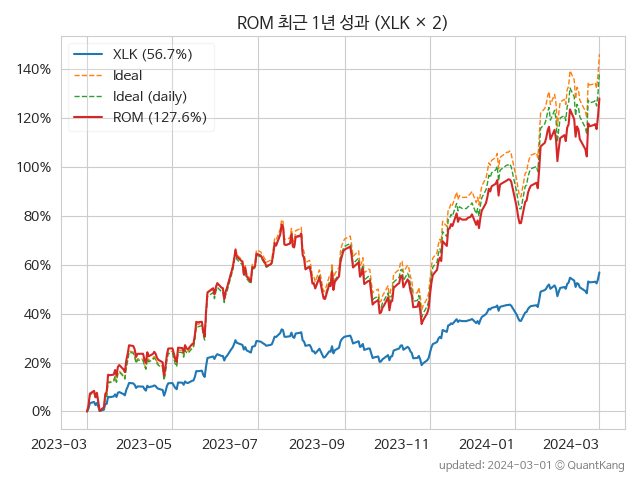 ROM 최근 1년 성과 (XLK × 2)
XLK (56.7%)
Ideal
Ideal (daily)
ROM (127.6%)
140%
120%
100%
80%
60%
40%
20%
0%
2023-03 2023-05 2023-07 2023-09 2023-11 2024-01 2024-03
updated: 2024-03-01 © QuantKang